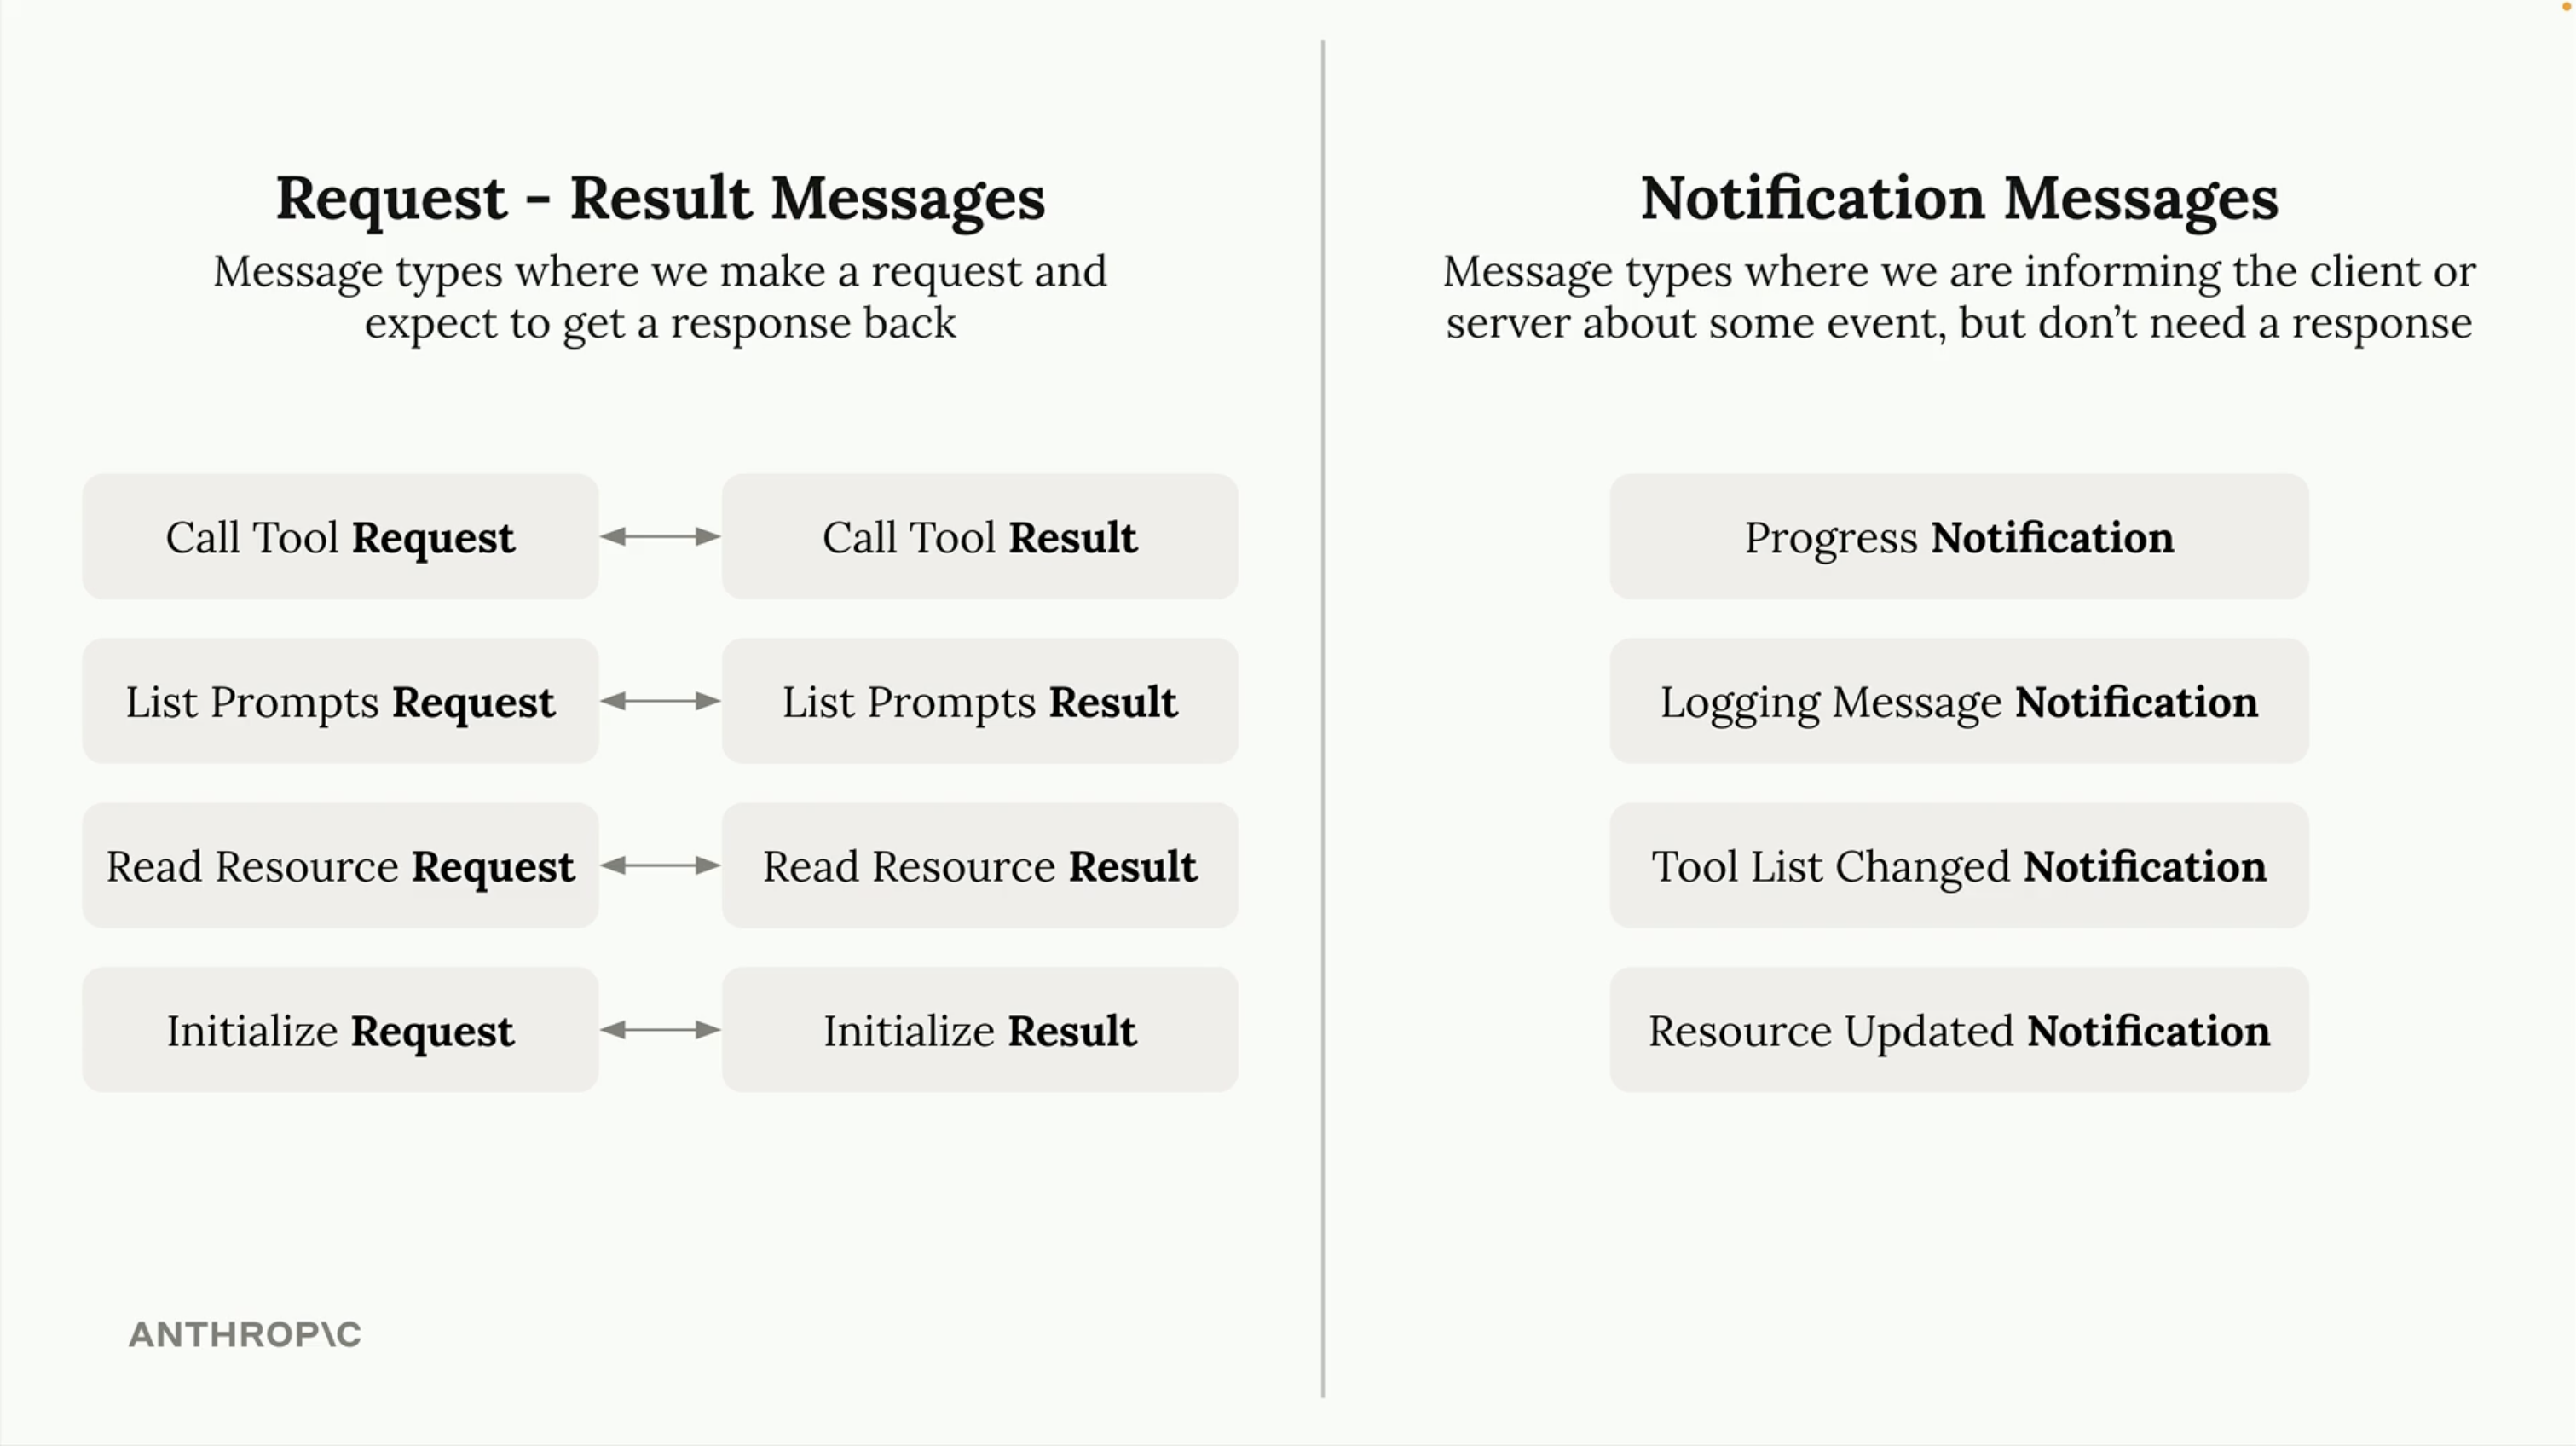 Request - Result Messages
Message types where we make a request and
expect to get a response back
Call Tool Request
Call Tool Result
List Prompts Request
List Prompts Result
Read Resource Request
Read Resource Result
Initialize Request
Initialize Result
Notification Messages
Message types where we are informing the client or
server about some event, but don’t need a response
Progress Notification
Logging Message Notification
Tool List Changed Notification
Resource Updated Notification
ANTHROP\C